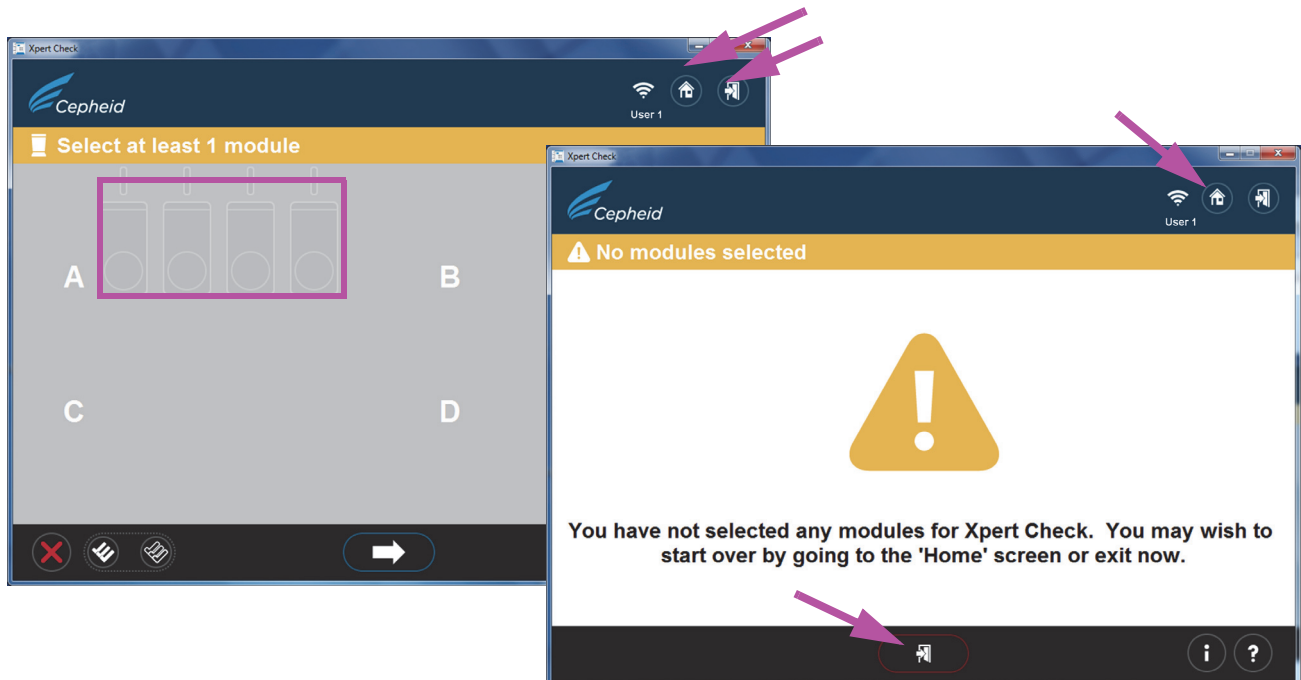 Xpert Check
Cepheid
User 1
Select at least 1 module
A
B
C
D
Xpert Check
Cepheid
User 1
No modules selected
You have not selected any modules for Xpert Check. You may wish to
start over by going to the 'Home' screen or exit now.
i
?